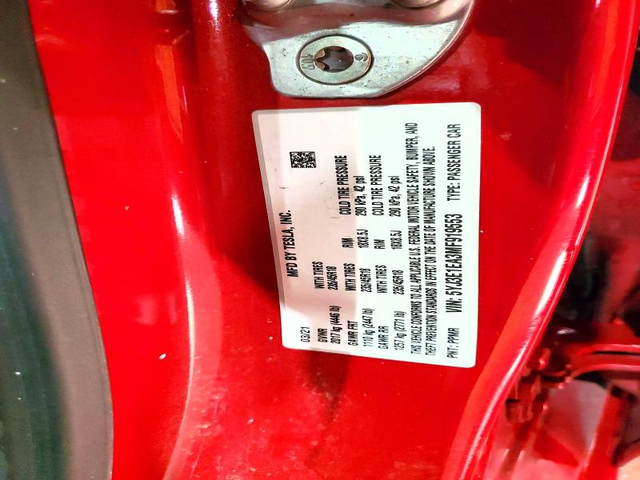 MFD BY TESLA, INC.
03/21
GVWR WITH TIRES RIM COLD TIRE PRESSURE
2017 kg (4446 lb) 235/45R18 18X8.5J 290 kPa, 42 psi
GAWR FRT WITH TIRES RIM COLD TIRE PRESSURE
1110 kg (2447 lb) 235/45R18 18X8.5J 290 kPa, 42 psi
GAWR RR WITH TIRES
1257 kg (2771 lb)
THIS VEHICLE CONFORMS TO ALL APPLICABLE U.S. FEDERAL MOTOR VEHICLE SAFETY, BUMPER, AND
THEFT PREVENTION STANDARDS IN EFFECT ON THE DATE OF MANUFACTURE SHOWN ABOVE.
VIN: 5YJ3E1EA3MF919553
PNT: PPMR TYPE: PASSENGER CAR